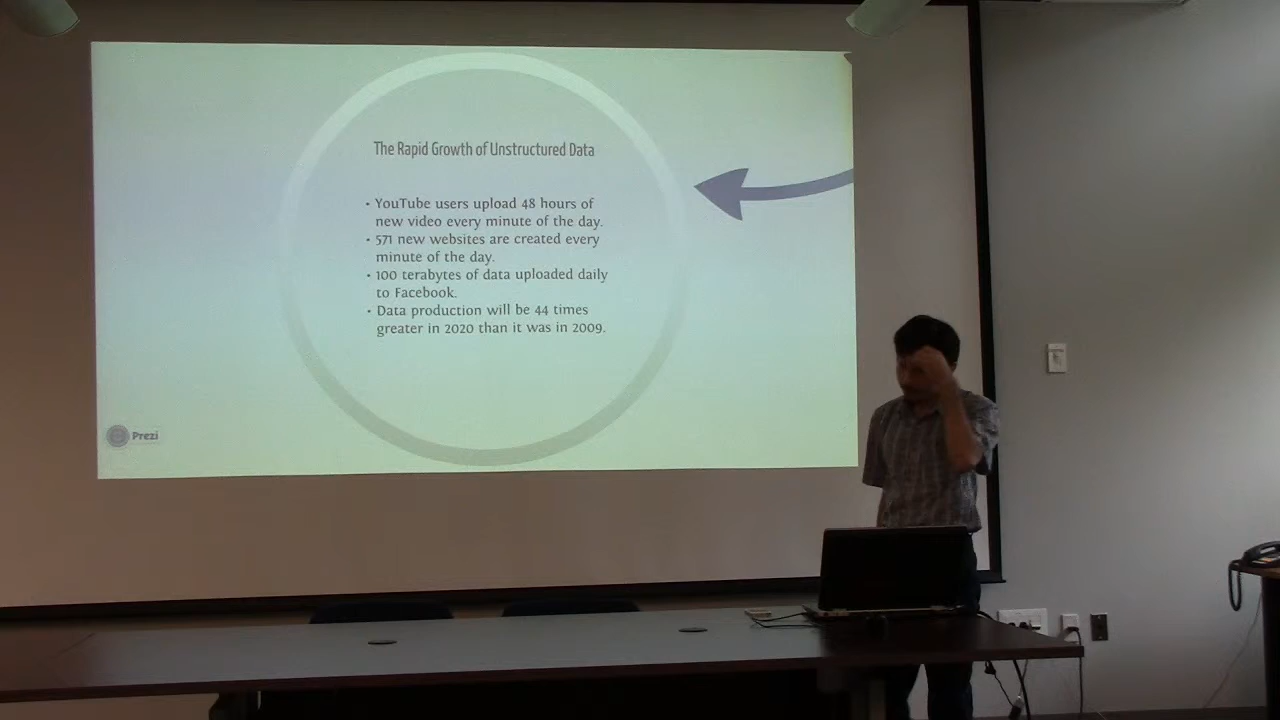 The Rapid Growth of Unstructured Data
• YouTube users upload 48 hours of
new video every minute of the day.
• 571 new websites are created every
minute of the day.
• 100 terabytes of data uploaded daily
to Facebook.
• Data production will be 44 times
greater in 2020 than it was in 2009.
Prezi